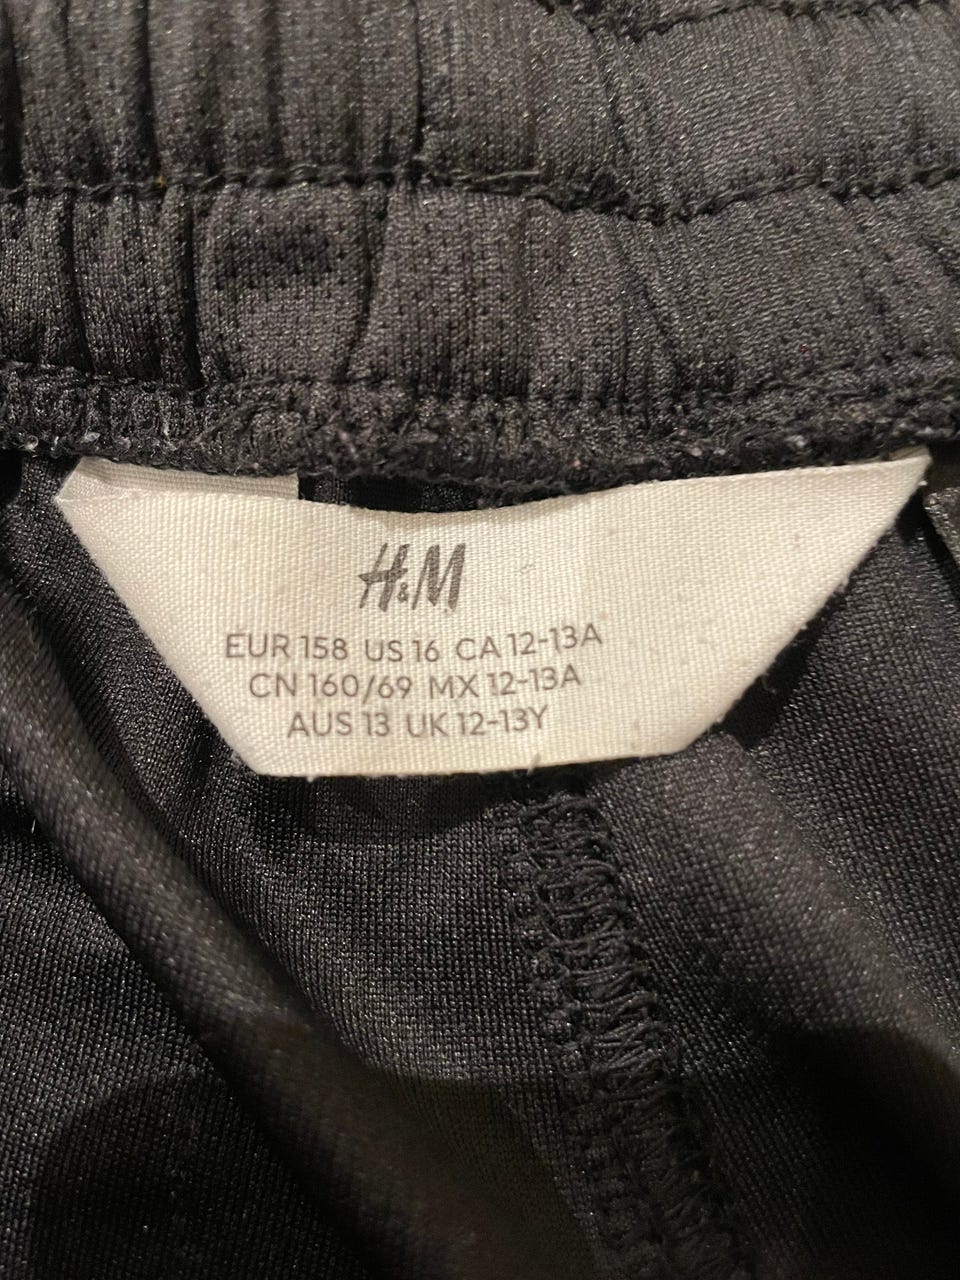 H&M
EUR 158 US 16 CA 12-13A
CN 160/69 MX 12-13A
AUS 13 UK 12-13Y